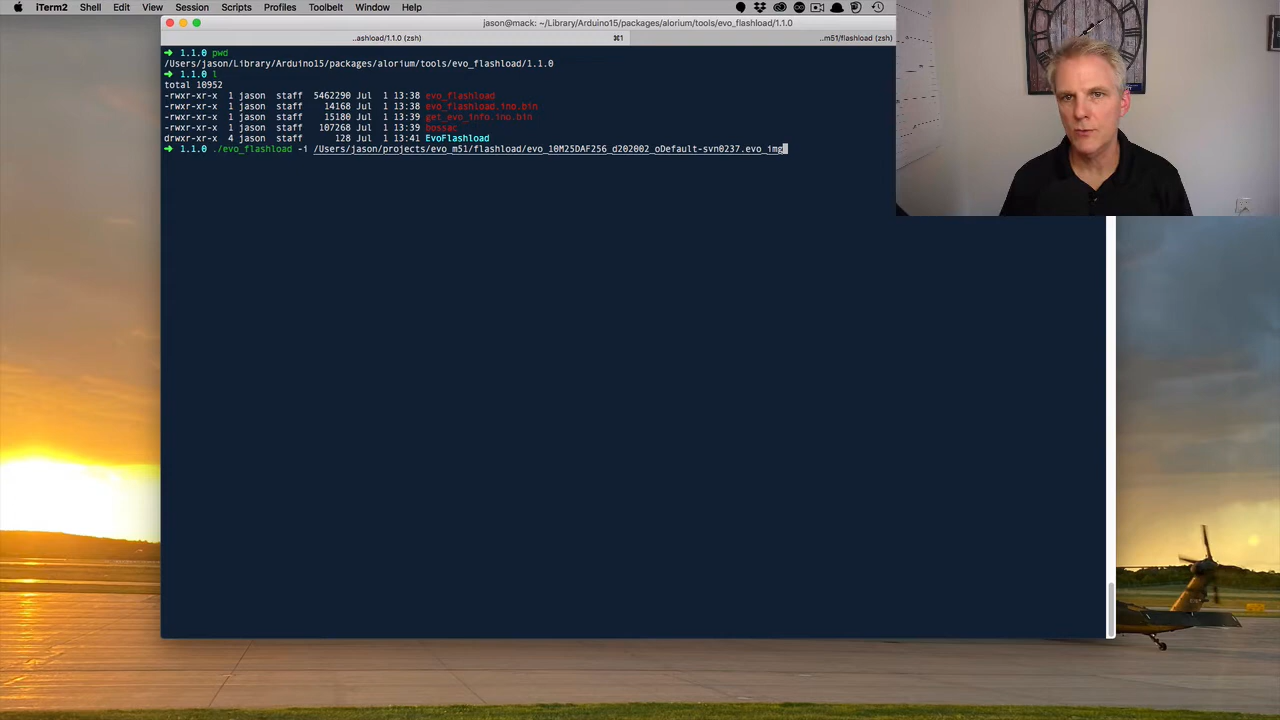 iTerm2 Shell Edit View Session Scripts Profiles Toolbelt Window Help
jason@mack: ~/Library/Arduino15/packages/alorium/tools/evo_flashload/1.1.0
..ashload/1.1.0 (zsh) ⌘1 ..m51/flashload (zsh)
➜ 1.1.0 pwd
/Users/jason/Library/Arduino15/packages/alorium/tools/evo_flashload/1.1.0
➜ 1.1.0 l
total 10952
-rwxr-xr-x 1 jason staff 5462290 Jul 1 13:38 evo_flashload
-rwxr-xr-x 1 jason staff 14168 Jul 1 13:38 evo_flashload.ino.bin
-rwxr-xr-x 1 jason staff 15180 Jul 1 13:39 get_evo_info.ino.bin
-rwxr-xr-x 1 jason staff 107268 Jul 1 13:39 bossac
drwxr-xr-x 4 jason staff 128 Jul 1 13:41 EvoFlashload
➜ 1.1.0 ./evo_flashload -i /Users/jason/projects/evo_m51/flashload/evo_10M25DAF256_d202002_oDefault-svn0237.evo_img